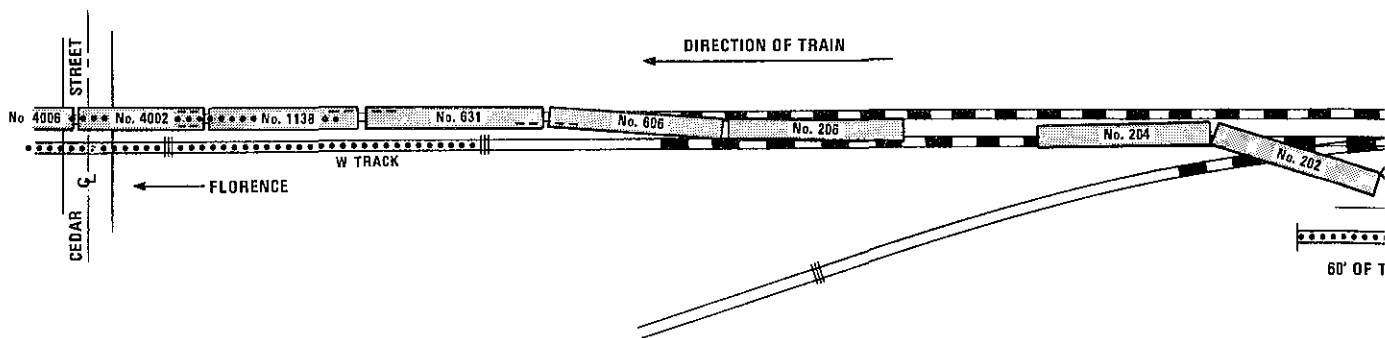 DIRECTION OF TRAIN
CEDAR STREET
℄
No 4006
No. 4002
No. 1138
No. 631
No. 606
No. 206
No. 204
No. 202
W TRACK
FLORENCE
60' OF T